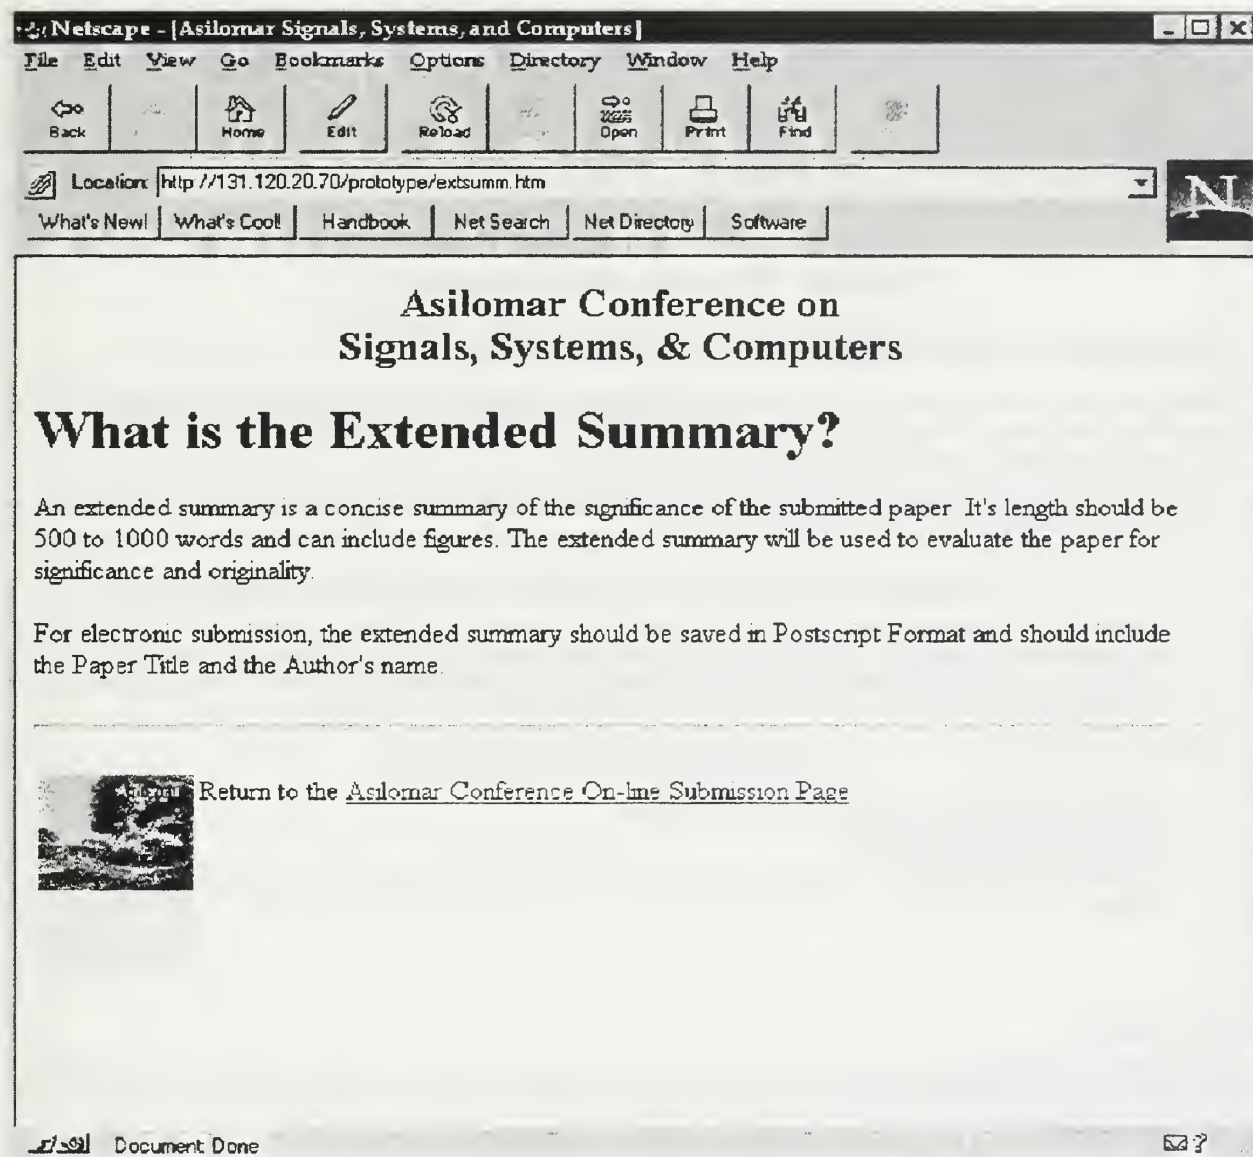 Netscape - [Asilomar Signals, Systems, and Computers]
File Edit View Go Bookmarks Options Directory Window Help
Back Home Edit Reload Open Print Find
Location: http://131.120.20.70/prototype/extsumm.htm
N
What's New! What's Cool! Handbook Net Search Net Directory Software
Asilomar Conference on
Signals, Systems, & Computers
What is the Extended Summary?
An extended summary is a concise summary of the significance of the submitted paper. It's length should be
500 to 1000 words and can include figures. The extended summary will be used to evaluate the paper for
significance and originality.
For electronic submission, the extended summary should be saved in Postscript Format and should include
the Paper Title and the Author's name.
Return to the Asilomar Conference On-line Submission Page
Document: Done